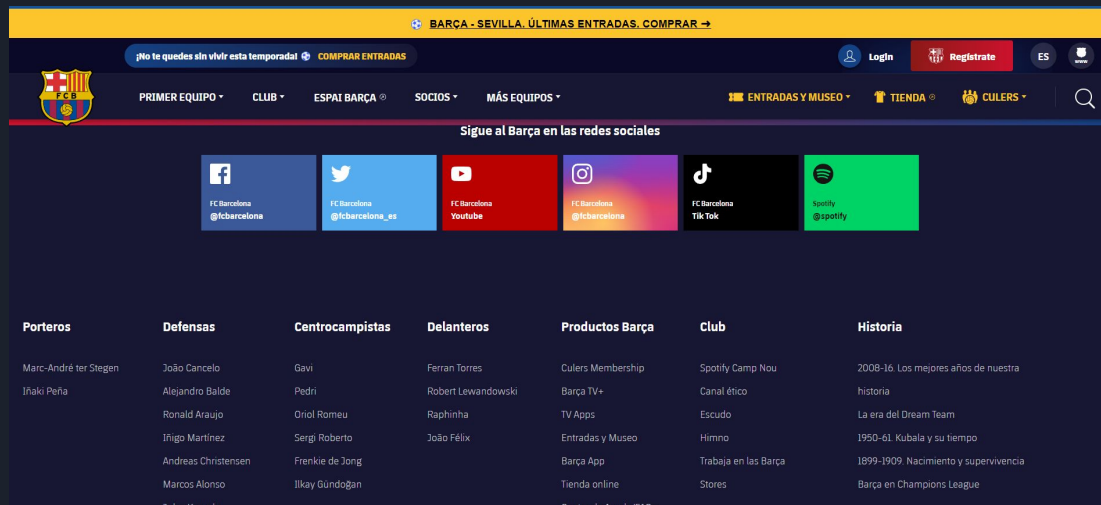 BARÇA - SEVILLA. ÚLTIMAS ENTRADAS. COMPRAR →
¡No te quedes sin vivir esta temporada! COMPRAR ENTRADAS
Login
Regístrate
ES
WWW
FCB
PRIMER EQUIPO
CLUB
ESPAI BARÇA
SOCIOS
MÁS EQUIPOS
ENTRADAS Y MUSEO
TIENDA
CULERS
Sigue al Barça en las redes sociales
FC Barcelona
@fcbarcelona
FC Barcelona
@fcbarcelona_es
FC Barcelona
Youtube
FC Barcelona
@fcbarcelona
FC Barcelona
Tik Tok
Spotify
@spotify
Porteros
Marc-André ter Stegen
Iñaki Peña
Defensas
João Cancelo
Alejandro Balde
Ronald Araujo
Iñigo Martínez
Andreas Christensen
Marcos Alonso
Centrocampistas
Gavi
Pedri
Oriol Romeu
Sergi Roberto
Frenkie de Jong
Ilkay Gündoğan
Delanteros
Ferran Torres
Robert Lewandowski
Raphinha
João Félix
Productos Barça
Culers Membership
Barça TV+
TV Apps
Entradas y Museo
Barça App
Tienda online
Club
Spotify Camp Nou
Canal ético
Escudo
Himno
Trabaja en las Barça
Stores
Historia
2008-16. Los mejores años de nuestra
historia
La era del Dream Team
1950-61. Kubala y su tiempo
1899-1909. Nacimiento y supervivencia
Barça en Champions League